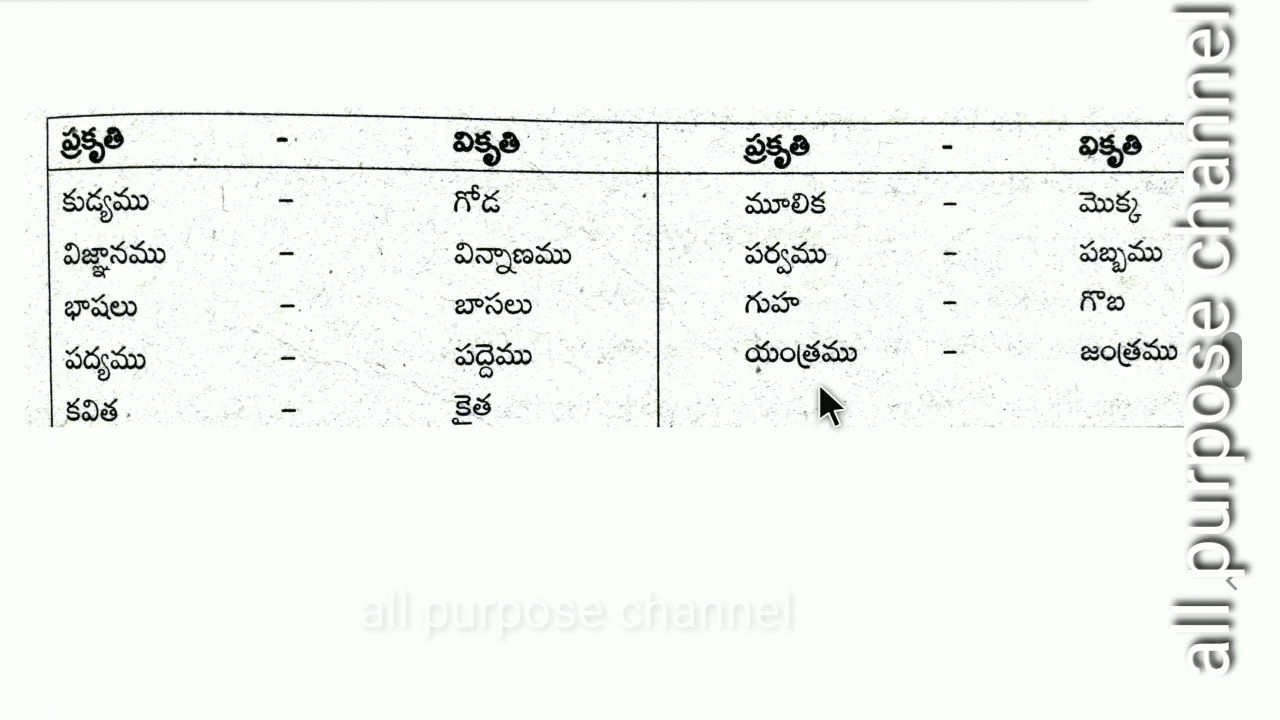 ప్రకృతి - వికృతి ప్రకృతి - వికృతి
కుడ్యము - గోడ మూలిక - మొక్క
విజ్ఞానము - విన్నాణము పర్వము - పబ్బము
భాషలు - బాసలు గుహ - గొబ
పద్యము - పద్దెము యంత్రము - జంత్రము
కవిత - కైత
all purpose channel
all purpose channel